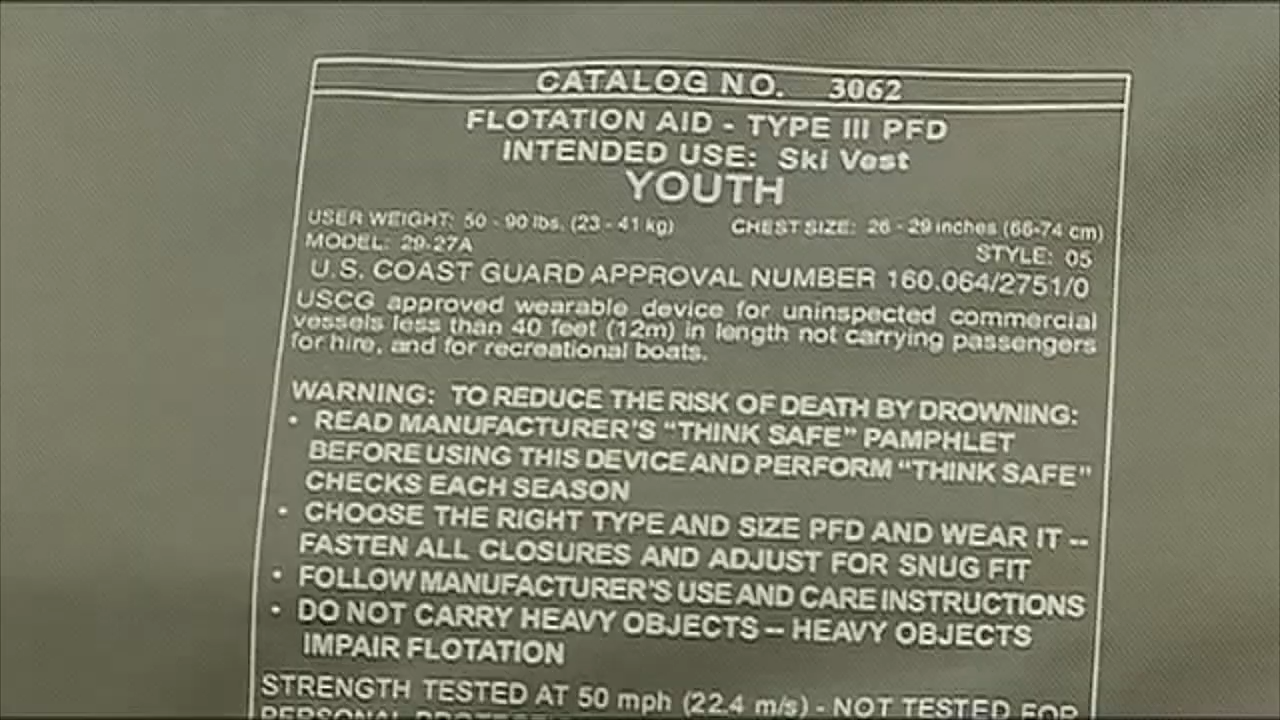 CATALOG NO. 3062
FLOTATION AID - TYPE III PFD
INTENDED USE: Ski Vest
YOUTH
USER WEIGHT: 50 - 90 lbs. (23 - 41 kg) CHEST SIZE: 26 - 29 inches (66-74 cm)
MODEL: 29-27A STYLE: 05
U.S. COAST GUARD APPROVAL NUMBER 160.064/2751/0
USCG approved wearable device for uninspected commercial
vessels less than 40 feet (12m) in length not carrying passengers
for hire, and for recreational boats.
WARNING: TO REDUCE THE RISK OF DEATH BY DROWNING:
• READ MANUFACTURER'S “THINK SAFE” PAMPHLET
BEFORE USING THIS DEVICE AND PERFORM “THINK SAFE”
CHECKS EACH SEASON
• CHOOSE THE RIGHT TYPE AND SIZE PFD AND WEAR IT --
FASTEN ALL CLOSURES AND ADJUST FOR SNUG FIT
• FOLLOW MANUFACTURER'S USE AND CARE INSTRUCTIONS
• DO NOT CARRY HEAVY OBJECTS -- HEAVY OBJECTS
IMPAIR FLOTATION
STRENGTH TESTED AT 50 mph (22.4 m/s) - NOT TESTED FOR
PERSONAL